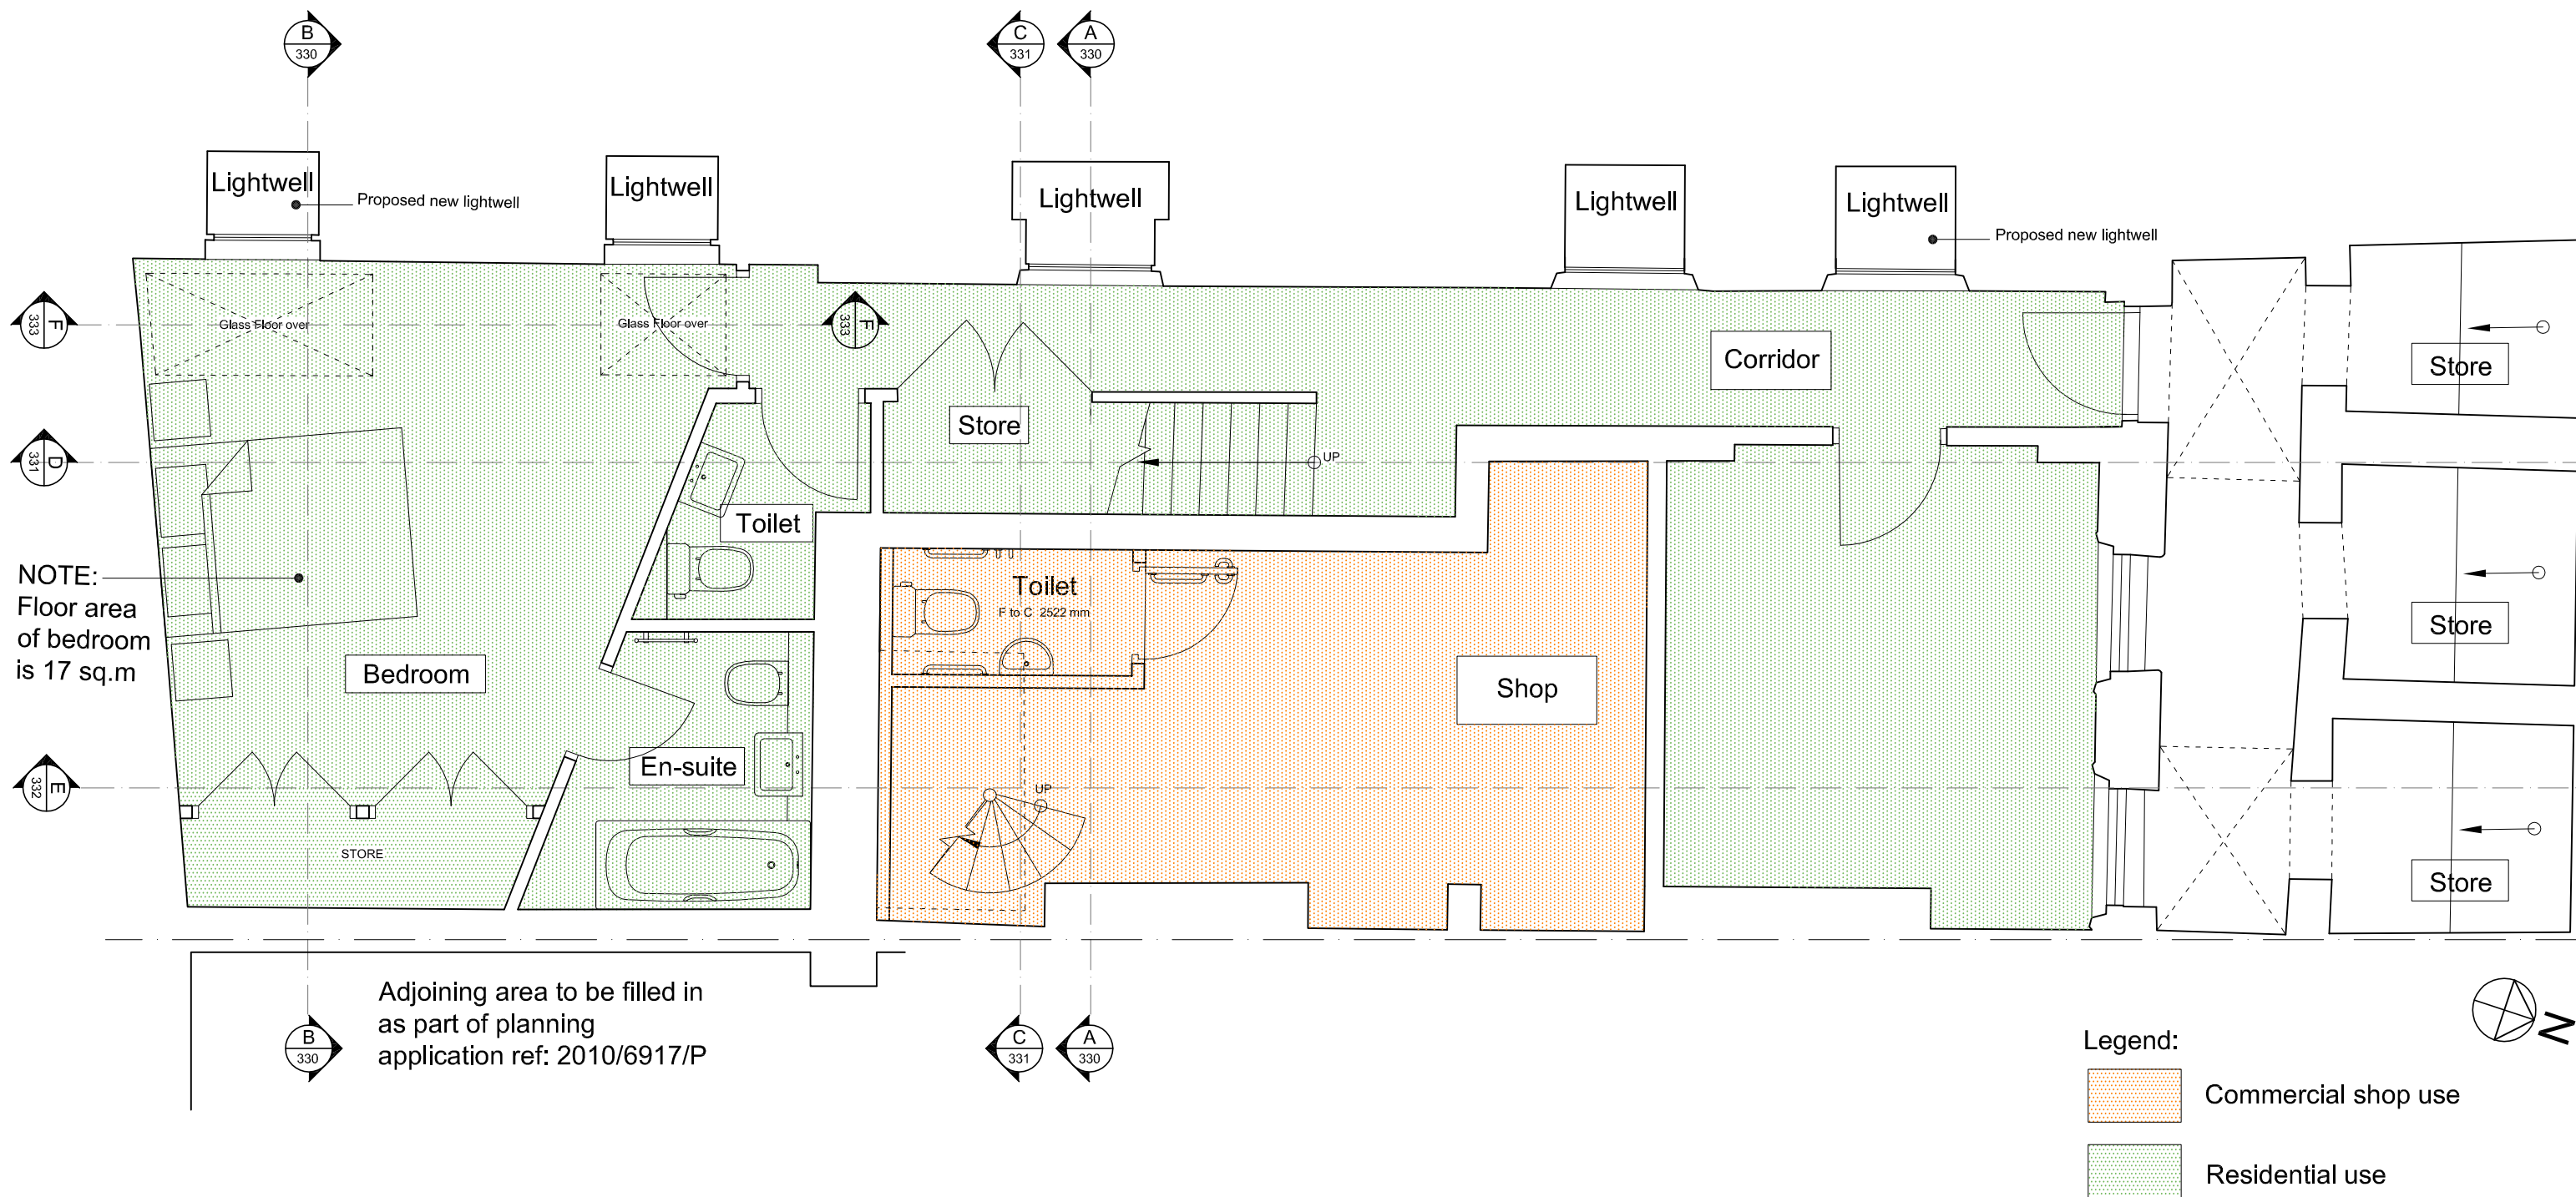 B
330
C
331
A
330
Lightwell
Proposed new lightwell
Lightwell
Lightwell
Lightwell
Lightwell
Proposed new lightwell
F
333
Glass Floor over
Glass Floor over
F
333
Corridor
Store
Store
D
331
UP
Toilet
NOTE:
Floor area
of bedroom
is 17 sq.m
Toilet
F to C 2522 mm
Store
Bedroom
Shop
En-suite
E
332
UP
STORE
Store
Adjoining area to be filled in
as part of planning
application ref: 2010/6917/P
B
330
C
331
A
330
N
Legend:
Commercial shop use
Residential use